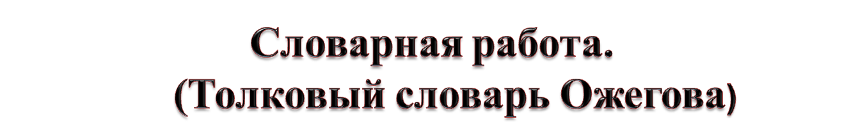 Словарная работа.
(Толковый словарь Ожегова)